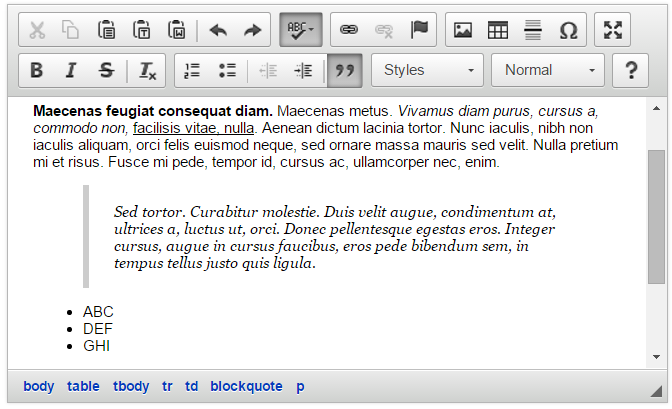 ABC
B I S Ix Styles Normal ?
Maecenas feugiat consequat diam. Maecenas metus. Vivamus diam purus, cursus a,
commodo non, facilisis vitae, nulla. Aenean dictum lacinia tortor. Nunc iaculis, nibh non
iaculis aliquam, orci felis euismod neque, sed ornare massa mauris sed velit. Nulla pretium
mi et risus. Fusce mi pede, tempor id, cursus ac, ullamcorper nec, enim.
Sed tortor. Curabitur molestie. Duis velit augue, condimentum at,
ultrices a, luctus ut, orci. Donec pellentesque egestas eros. Integer
cursus, augue in cursus faucibus, eros pede bibendum sem, in
tempus tellus justo quis ligula.
• ABC
• DEF
• GHI
body table tbody tr td blockquote p